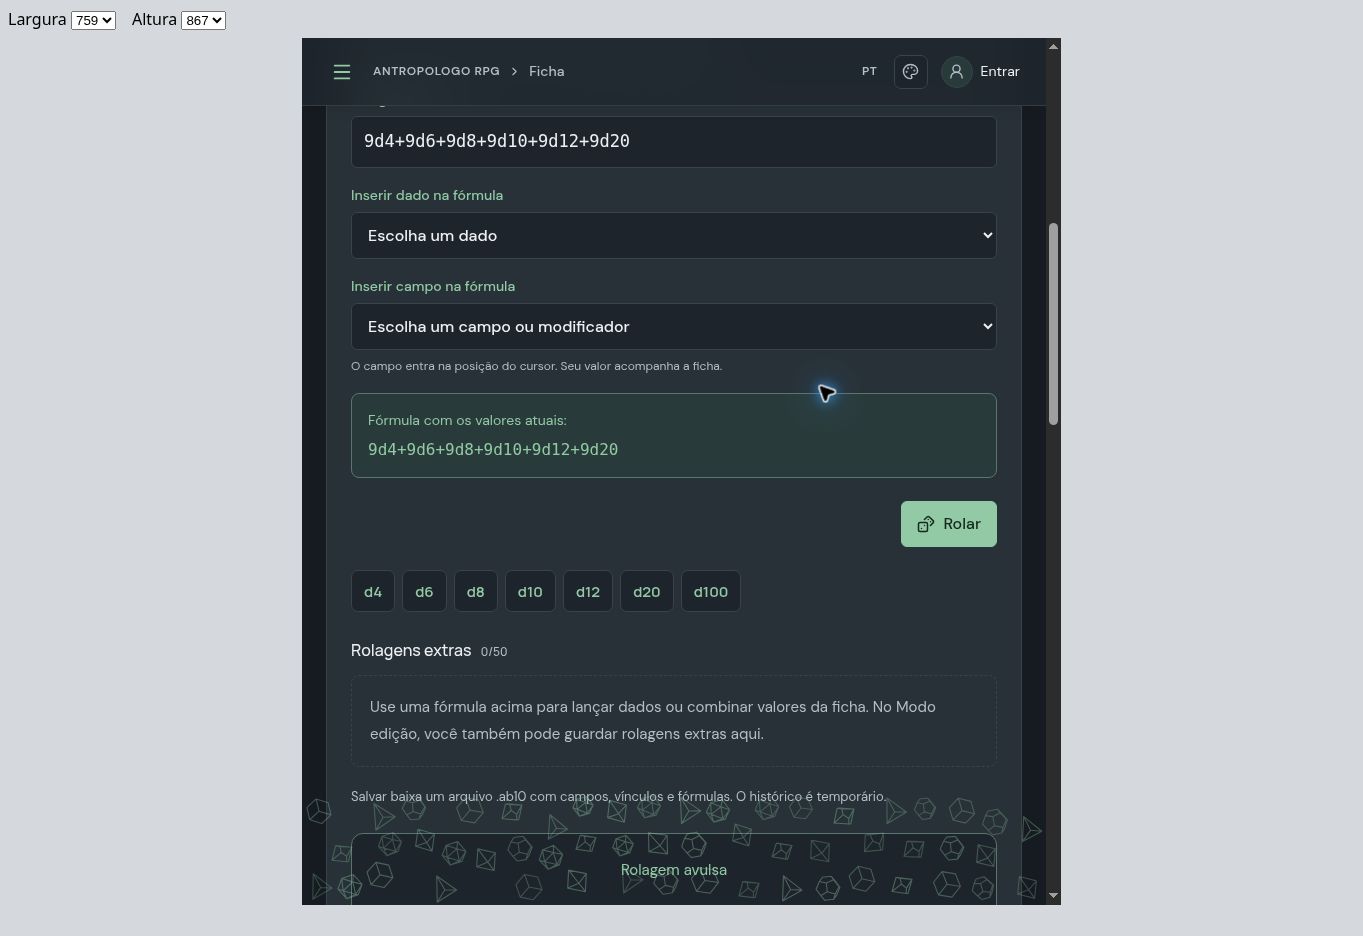 Largura 759 Altura 867
ANTROPOLOGO RPG > Ficha PT Entrar
9d4+9d6+9d8+9d10+9d12+9d20
Inserir dado na fórmula
Escolha um dado
Inserir campo na fórmula
Escolha um campo ou modificador
O campo entra na posição do cursor. Seu valor acompanha a ficha.
Fórmula com os valores atuais:
9d4+9d6+9d8+9d10+9d12+9d20
Rolar
d4 d6 d8 d10 d12 d20 d100
Rolagens extras 0/50
Use uma fórmula acima para lançar dados ou combinar valores da ficha. No Modo
edição, você também pode guardar rolagens extras aqui.
Salvar baixa um arquivo .ab10 com campos, vínculos e fórmulas. O histórico é temporário.
Rolagem avulsa